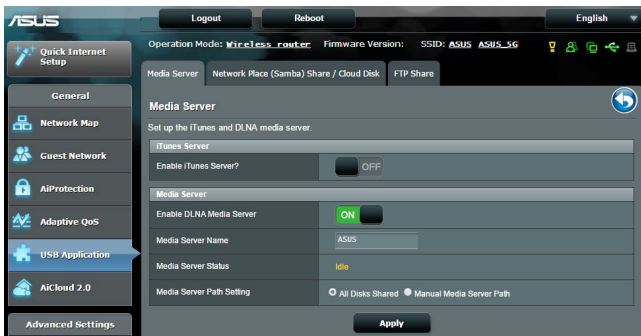 ASUS
Logout
Reboot
English
Quick Internet Setup
Operation Mode: Wireless router Firmware Version: SSID: ASUS ASUS_5G
Media Server
Network Place (Samba) Share / Cloud Disk
FTP Share
General
Network Map
Guest Network
AiProtection
Adaptive QoS
USB Application
AiCloud 2.0
Advanced Settings
Media Server
Set up the iTunes and DLNA media server.
iTunes Server
Enable iTunes Server?
OFF
Media Server
Enable DLNA Media Server
ON
Media Server Name
ASUS
Media Server Status
Idle
Media Server Path Setting
All Disks Shared
Manual Media Server Path
Apply